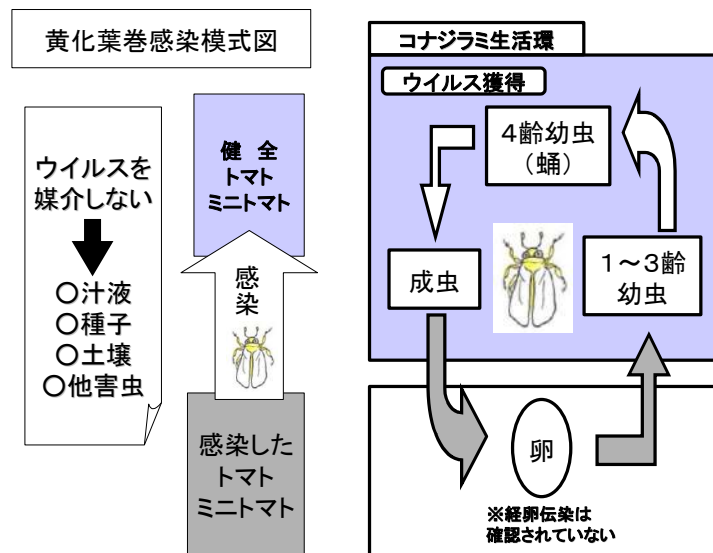 黄化葉巻感染模式図
ウイルスを
媒介しない
○汁液
○種子
○土壌
○他害虫
健 全
トマト
ミニトマト
感染
感染した
トマト
ミニトマト
コナジラミ生活環
ウイルス獲得
4齢幼虫
(蛹)
成虫
1～3齢
幼虫
卵
※経卵伝染は
確認されていない